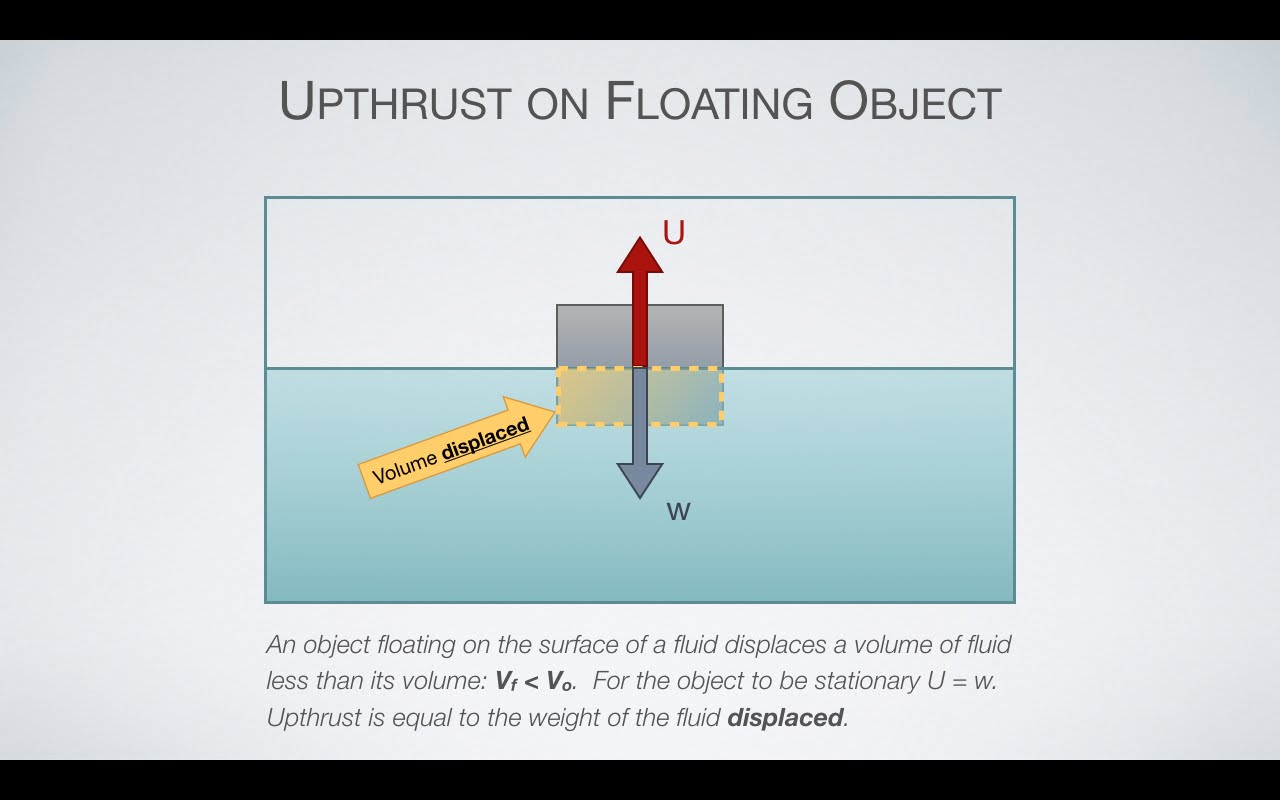 UPTHRUST ON FLOATING OBJECT
U
Volume displaced
w
An object floating on the surface of a fluid displaces a volume of fluid
less than its volume: Vf < Vo. For the object to be stationary U = w.
Upthrust is equal to the weight of the fluid displaced.